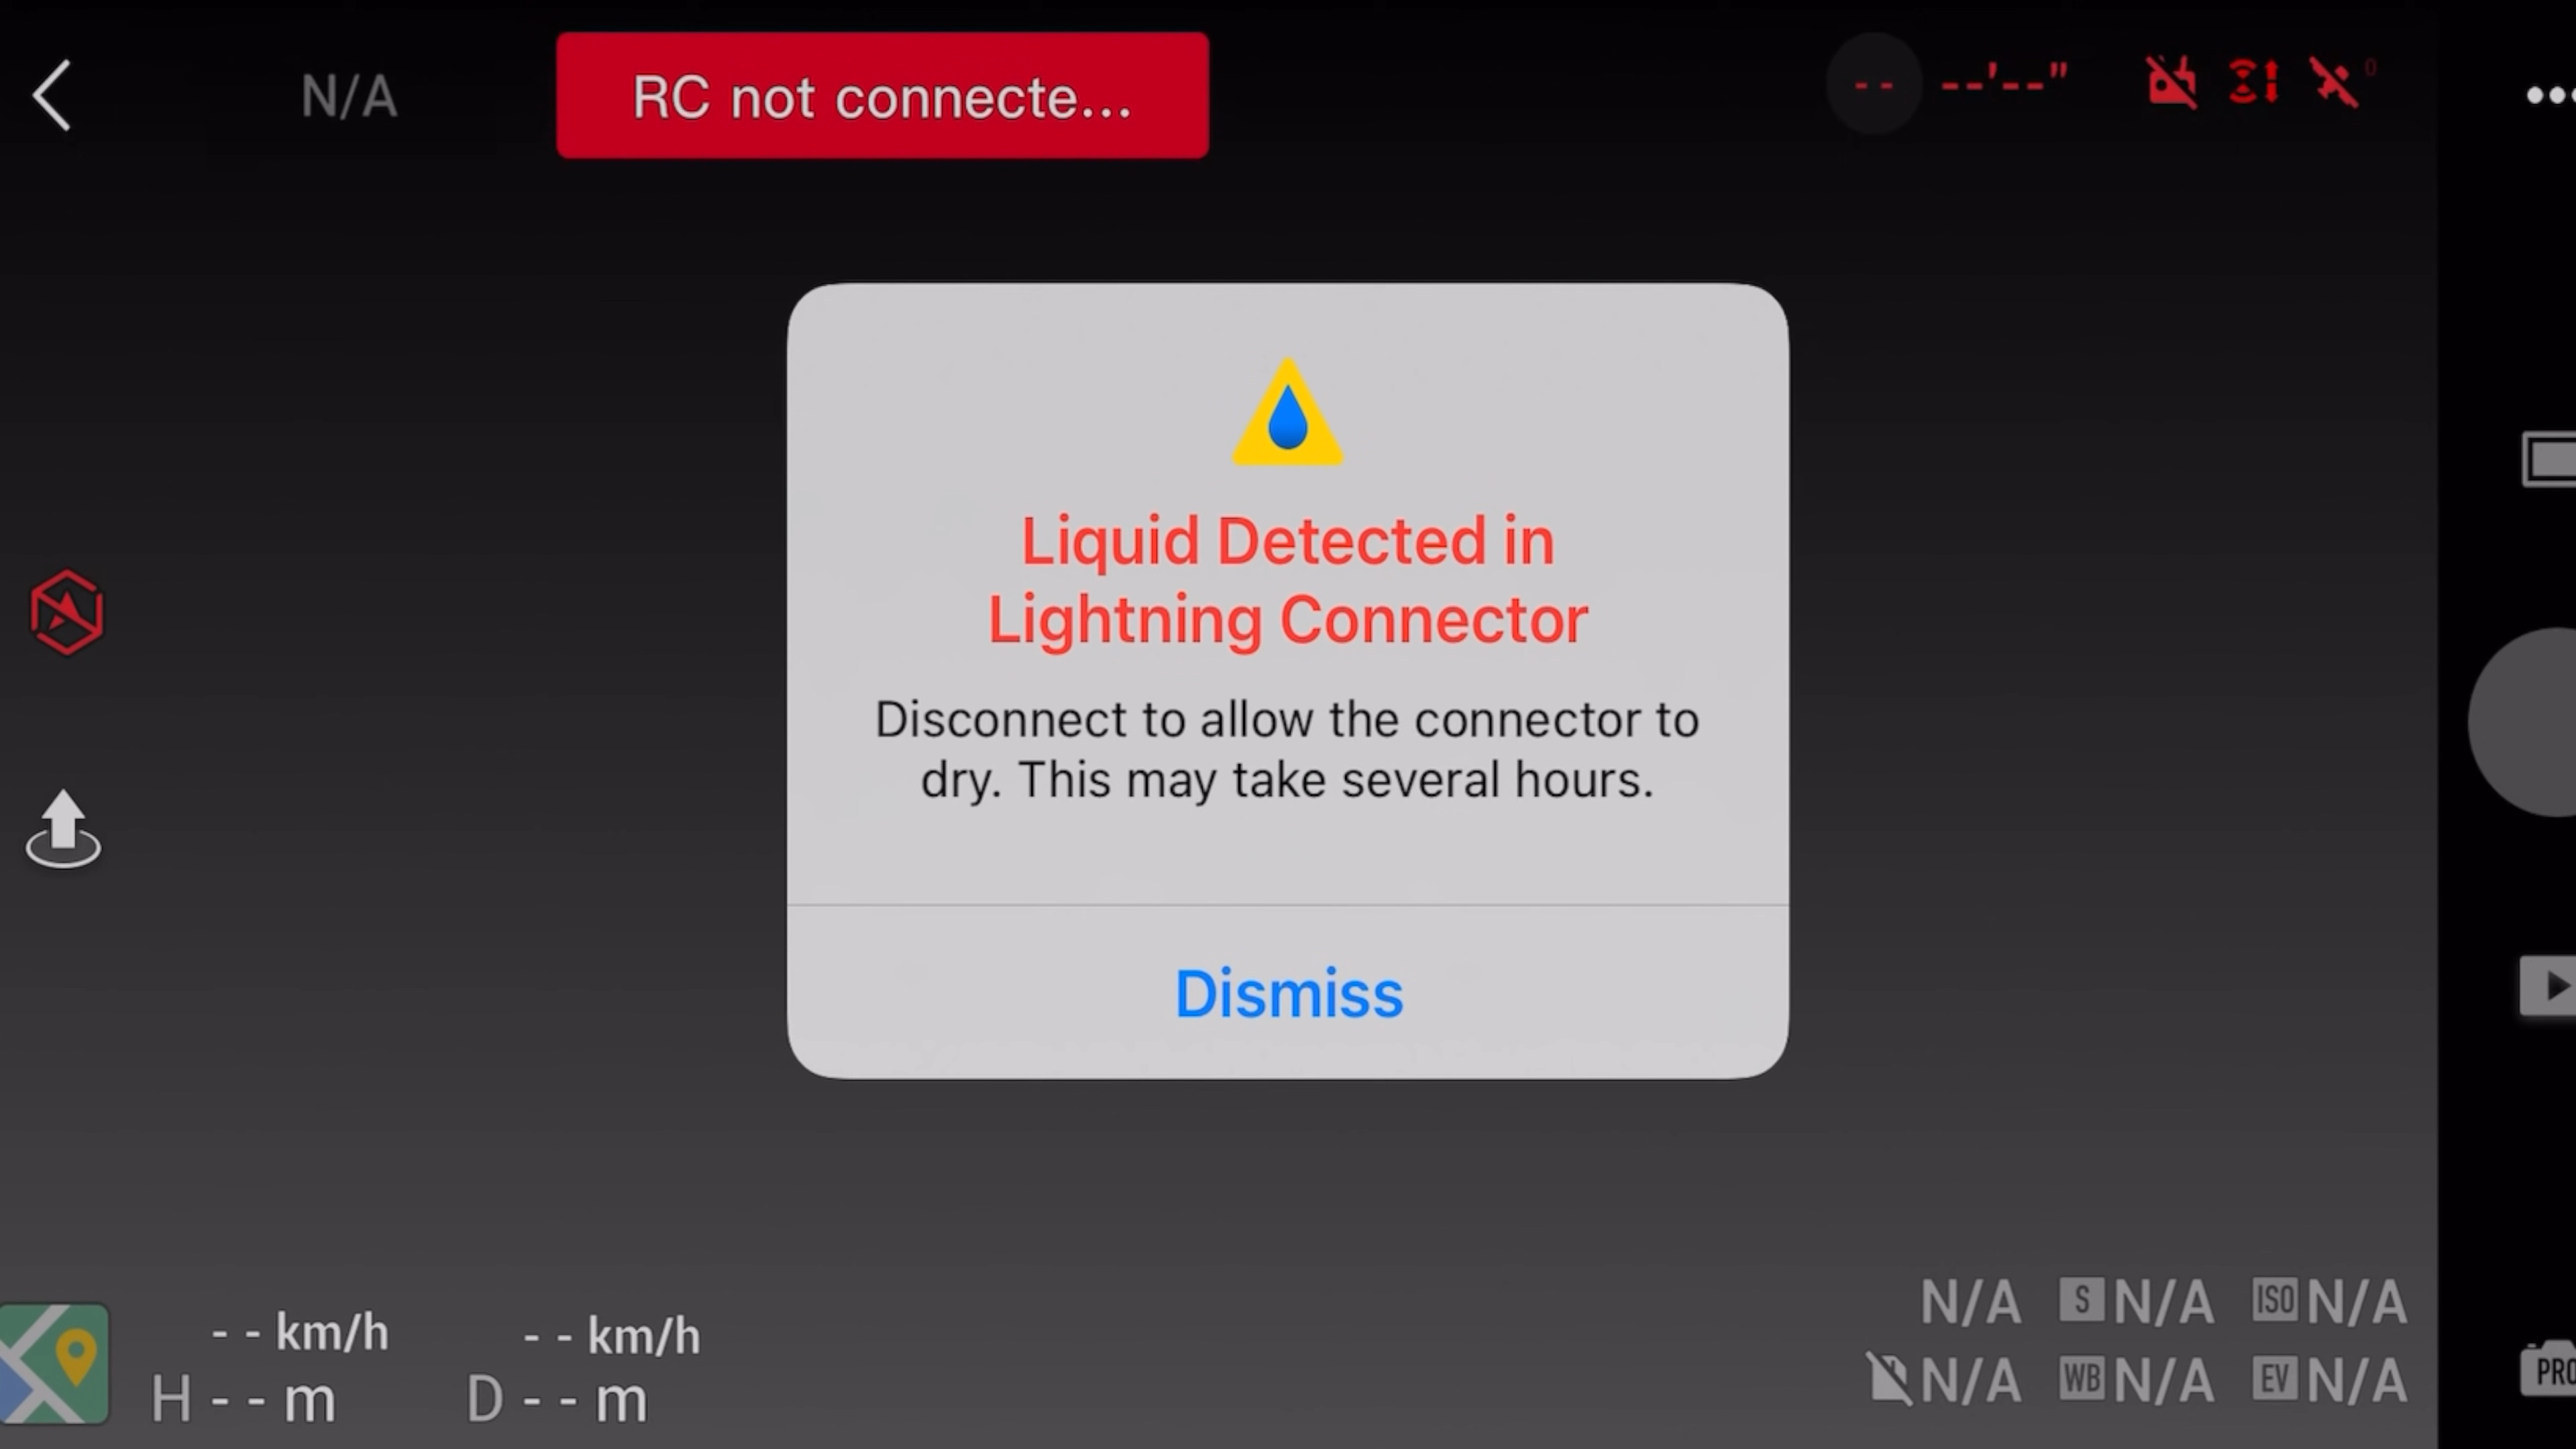 N/A
RC not connecte...
-- --'--" 0
Liquid Detected in
Lightning Connector
Disconnect to allow the connector to
dry. This may take several hours.
Dismiss
-- km/h -- km/h
H -- m D -- m
N/A S N/A ISO N/A
N/A WB N/A EV N/A
PRO